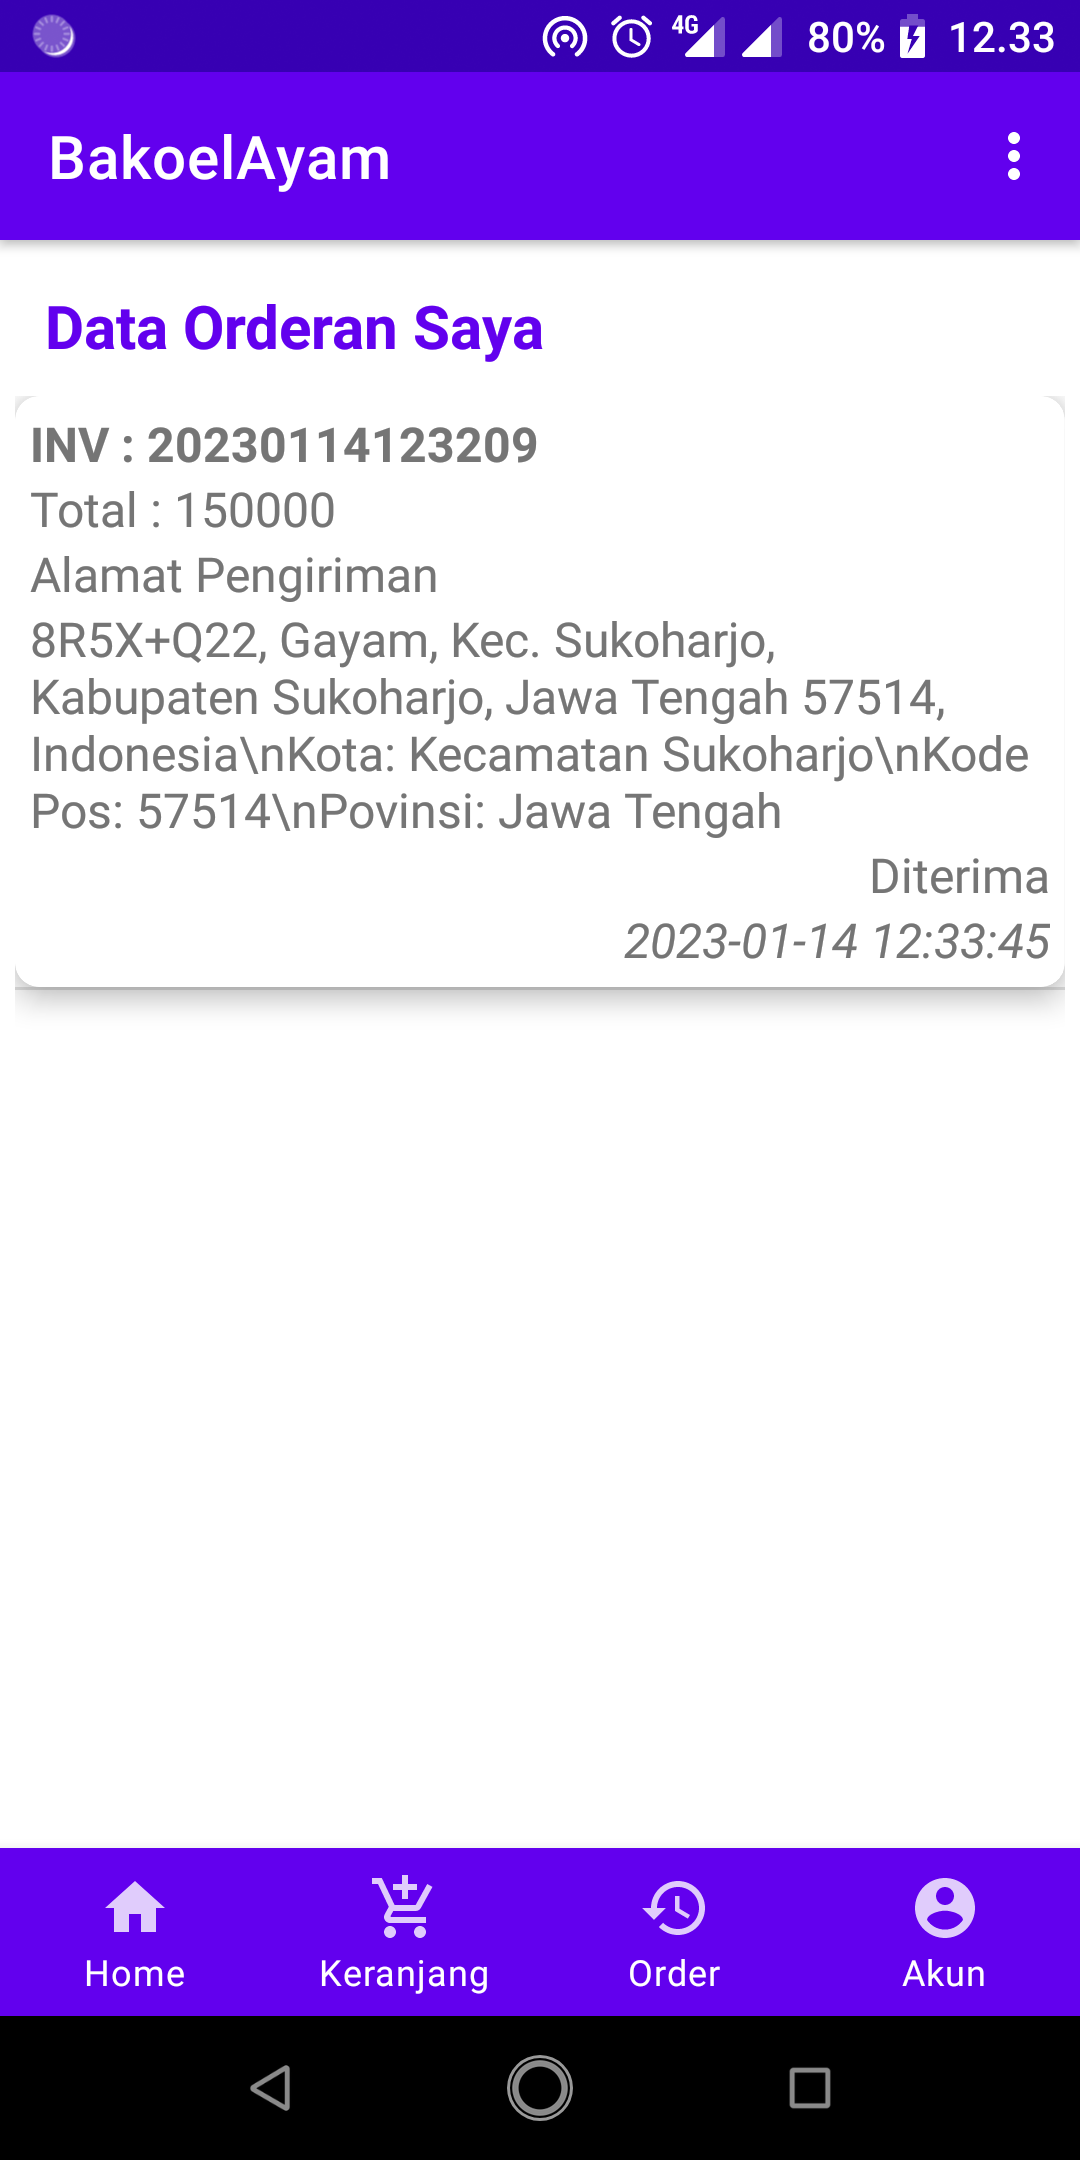 4G 80% 12.33
BakoelAyam
Data Orderan Saya
INV : 20230114123209
Total : 150000
Alamat Pengiriman
8R5X+Q22, Gayam, Kec. Sukoharjo,
Kabupaten Sukoharjo, Jawa Tengah 57514,
Indonesia\nKota: Kecamatan Sukoharjo\nKode
Pos: 57514\nPovinsi: Jawa Tengah
Diterima
2023-01-14 12:33:45
Home Keranjang Order Akun